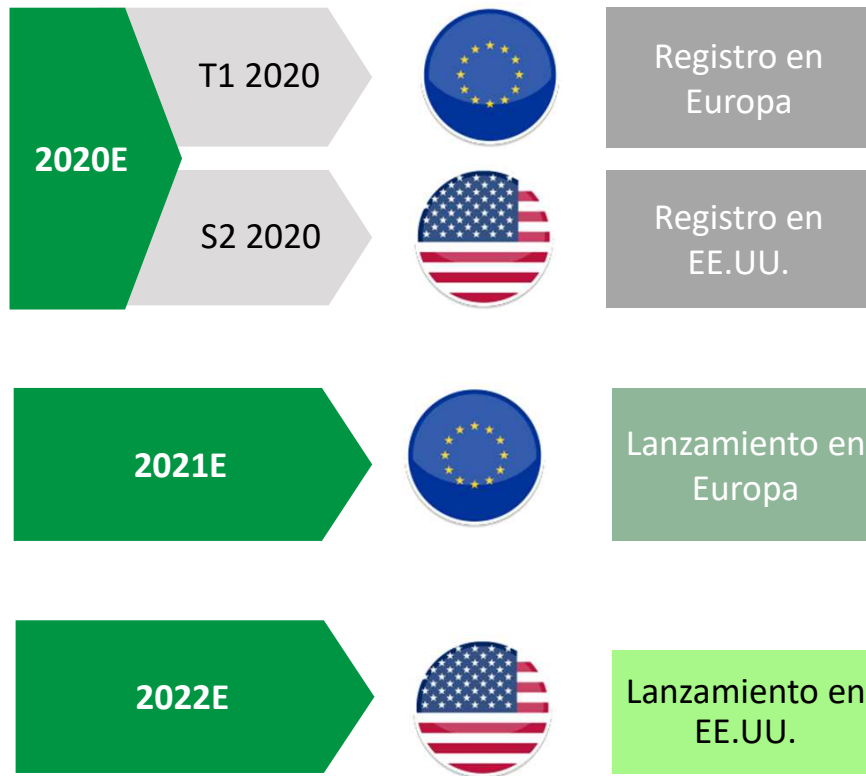 2020E
T1 2020
Registro en
Europa
S2 2020
Registro en
EE.UU.
2021E
Lanzamiento en
Europa
2022E
Lanzamiento en
EE.UU.